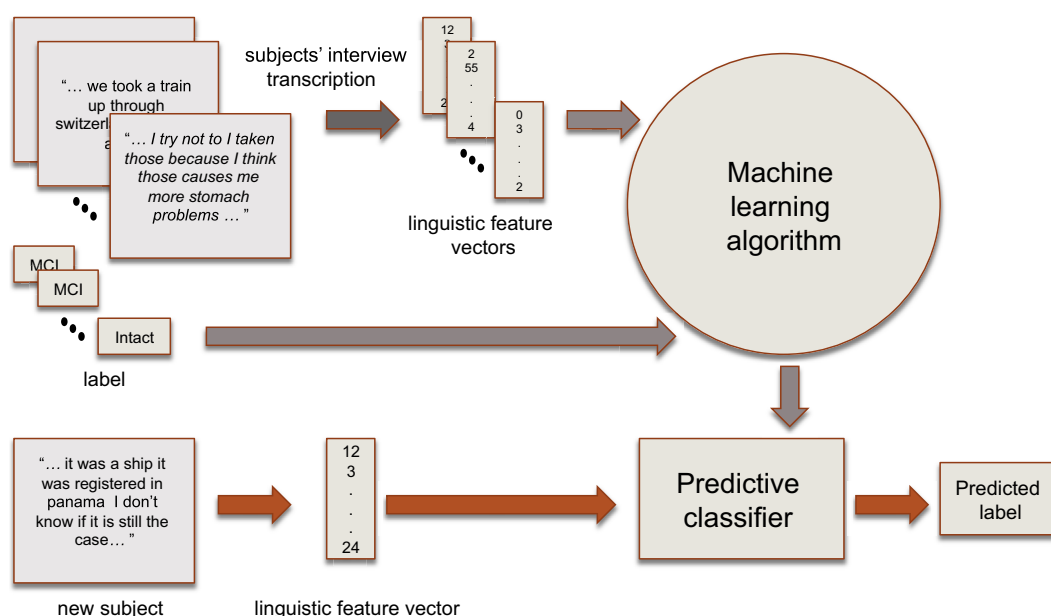 subjects’ interview
transcription
“… we took a train
up through
“… I try not to I taken
those because I think
those causes me
more stomach
problems … ”
12
2
55
.
.
.
4
0
3
.
.
.
2
linguistic feature
vectors
Machine
learning
algorithm
MCI
MCI
Intact
label
“… it was a ship it
was registered in
panama I don’t
know if it is still the
case… ”
new subject
12
3
.
.
.
24
linguistic feature vector
Predictive
classifier
Predicted
label